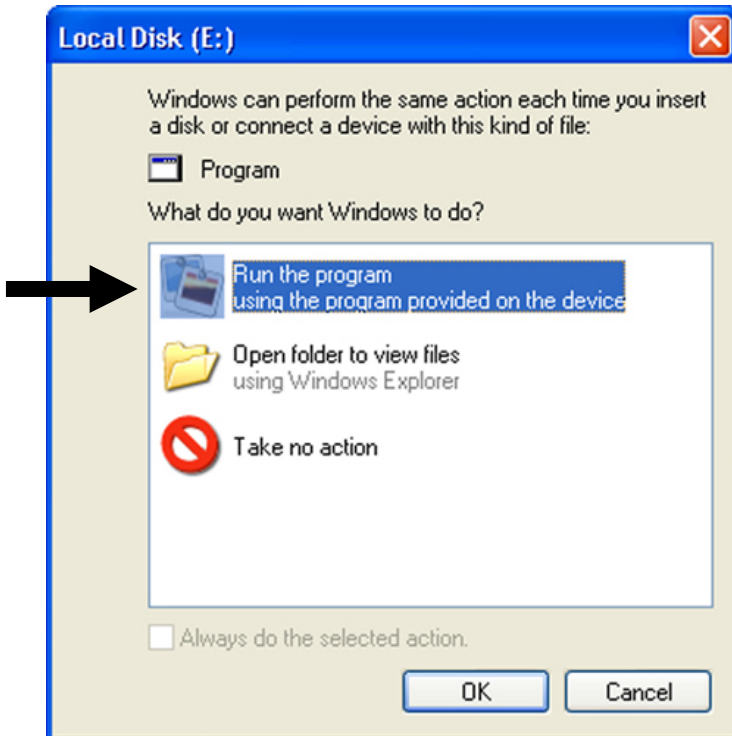 Local Disk (E:)
Windows can perform the same action each time you insert
a disk or connect a device with this kind of file:
Program
What do you want Windows to do?
Run the program
using the program provided on the device
Open folder to view files
using Windows Explorer
Take no action
Always do the selected action.
OK
Cancel